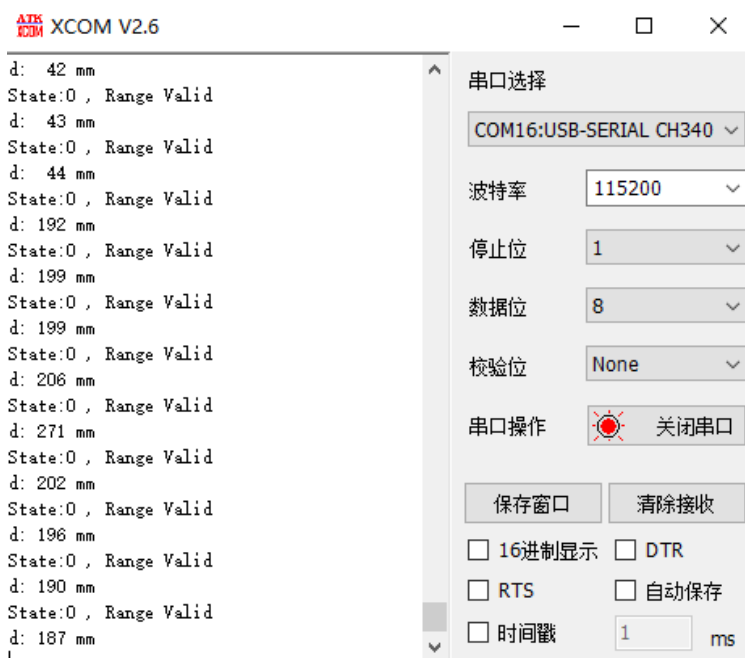 ATK XCOM XCOM V2.6
d:  42 mm
State:0 , Range Valid
d:  43 mm
State:0 , Range Valid
d:  44 mm
State:0 , Range Valid
d: 192 mm
State:0 , Range Valid
d: 199 mm
State:0 , Range Valid
d: 199 mm
State:0 , Range Valid
d: 206 mm
State:0 , Range Valid
d: 271 mm
State:0 , Range Valid
d: 202 mm
State:0 , Range Valid
d: 196 mm
State:0 , Range Valid
d: 190 mm
State:0 , Range Valid
d: 187 mm
串口选择
COM16:USB-SERIAL CH340
波特率 115200
停止位 1
数据位 8
校验位 None
串口操作 关闭串口
保存窗口 清除接收
16进制显示 DTR
RTS 自动保存
时间戳 1 ms